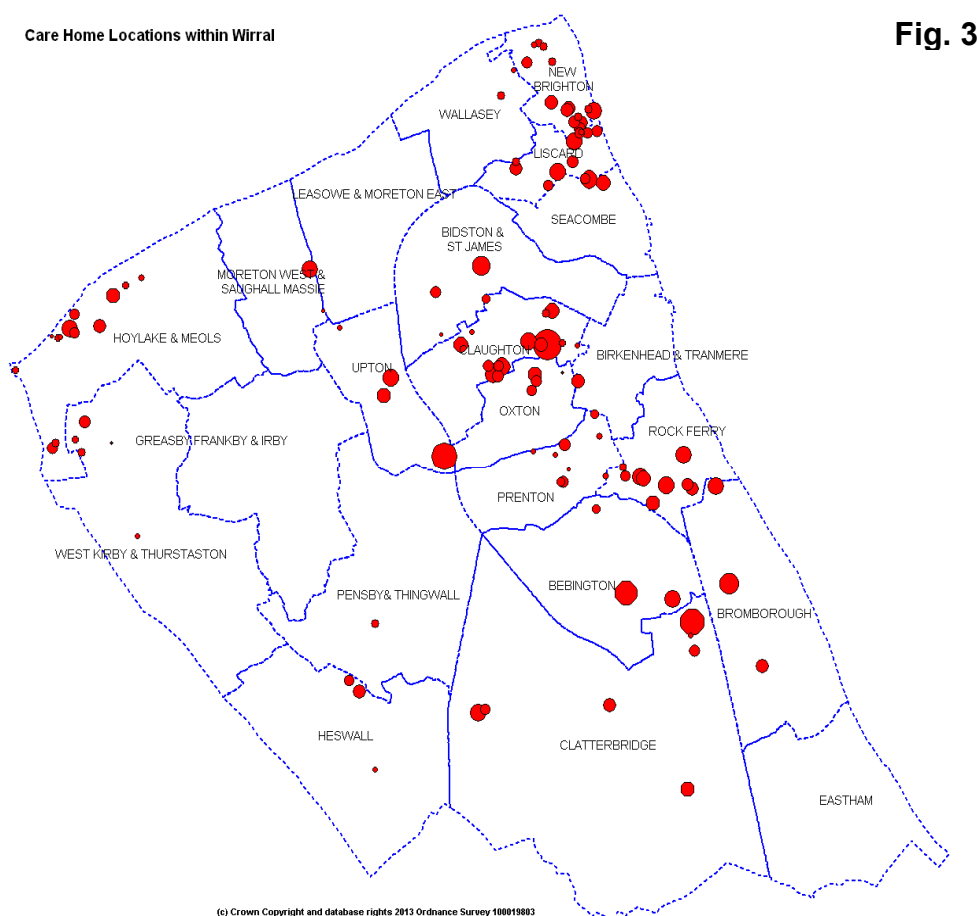 Care Home Locations within Wirral
Fig. 3
NEW
BRIGHTON
WALLASEY
LISCARD
LEASOWE & MORETON EAST
SEACOMBE
BIDSTON &
ST JAMES
MORETON WEST &
SAUGHALL MASSIE
HOYLAKE & MEOLS
CLAUGHTON
BIRKENHEAD & TRANMERE
UPTON
OXTON
ROCK FERRY
GREASBY, FRANKBY & IRBY
PRENTON
WEST KIRBY & THURSTASTON
BEBINGTON
PENSBY & THINGWALL
BROMBOROUGH
HESWALL
CLATTERBRIDGE
EASTHAM
(c) Crown Copyright and database rights 2013 Ordnance Survey 100019803